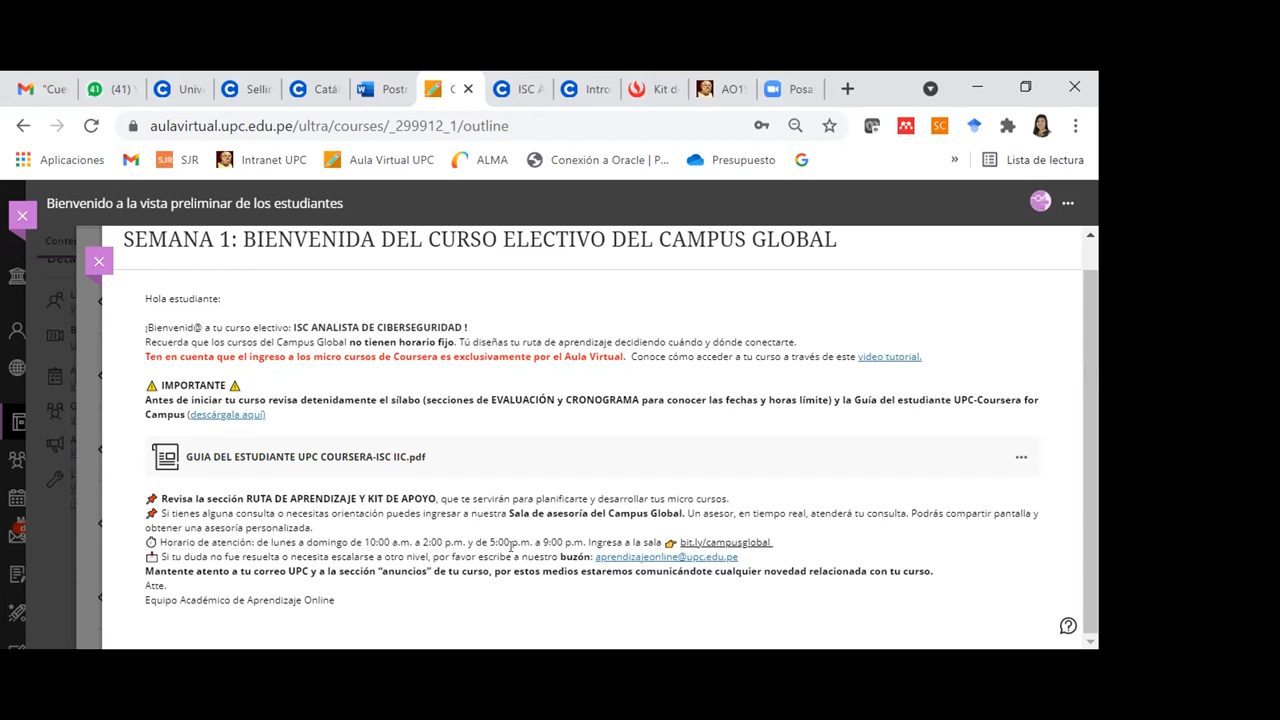 "Cue
(41)
Univ
Sellin
Catál
Postu
C
ISC A
Intro
Kit de
AO1
Posa
aulavirtual.upc.edu.pe/ultra/courses/_299912_1/outline
Aplicaciones
SJR
Intranet UPC
Aula Virtual UPC
ALMA
Conexión a Oracle | P...
Presupuesto
»
Lista de lectura
Bienvenido a la vista preliminar de los estudiantes
Conte
SEMANA 1: BIENVENIDA DEL CURSO ELECTIVO DEL CAMPUS GLOBAL
Hola estudiante:
¡Bienvenid@ a tu curso electivo: ISC ANALISTA DE CIBERSEGURIDAD !
Recuerda que los cursos del Campus Global no tienen horario fijo. Tú diseñas tu ruta de aprendizaje decidiendo cuándo y dónde conectarte.
Ten en cuenta que el ingreso a los micro cursos de Coursera es exclusivamente por el Aula Virtual. Conoce cómo acceder a tu curso a través de este video tutorial.
⚠ IMPORTANTE ⚠
Antes de iniciar tu curso revisa detenidamente el sílabo (secciones de EVALUACIÓN y CRONOGRAMA para conocer las fechas y horas límite) y la Guía del estudiante UPC-Coursera for
Campus (descárgala aquí)
GUIA DEL ESTUDIANTE UPC COURSERA-ISC IIC.pdf
📌 Revisa la sección RUTA DE APRENDIZAJE Y KIT DE APOYO, que te servirán para planificarte y desarrollar tus micro cursos.
📌 Si tienes alguna consulta o necesitas orientación puedes ingresar a nuestra Sala de asesoría del Campus Global. Un asesor, en tiempo real, atenderá tu consulta. Podrás compartir pantalla y
obtener una asesoría personalizada.
⏱ Horario de atención: de lunes a domingo de 10:00 a.m. a 2:00 p.m. y de 5:00p.m. a 9:00 p.m. Ingresa a la sala 👉 bit.ly/campusglobal
📩 Si tu duda no fue resuelta o necesita escalarse a otro nivel, por favor escribe a nuestro buzón: aprendizajeonline@upc.edu.pe
Mantente atento a tu correo UPC y a la sección "anuncios" de tu curso, por estos medios estaremos comunicándote cualquier novedad relacionada con tu curso.
Atte.
Equipo Académico de Aprendizaje Online